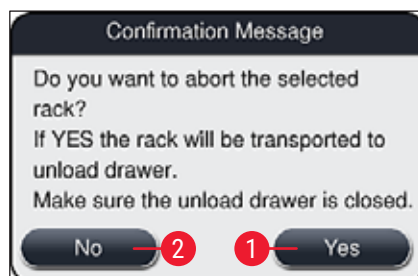 Confirmation Message
Do you want to abort the selected
rack?
If YES the rack will be transported to
unload drawer.
Make sure the unload drawer is closed.
No 2 1 Yes